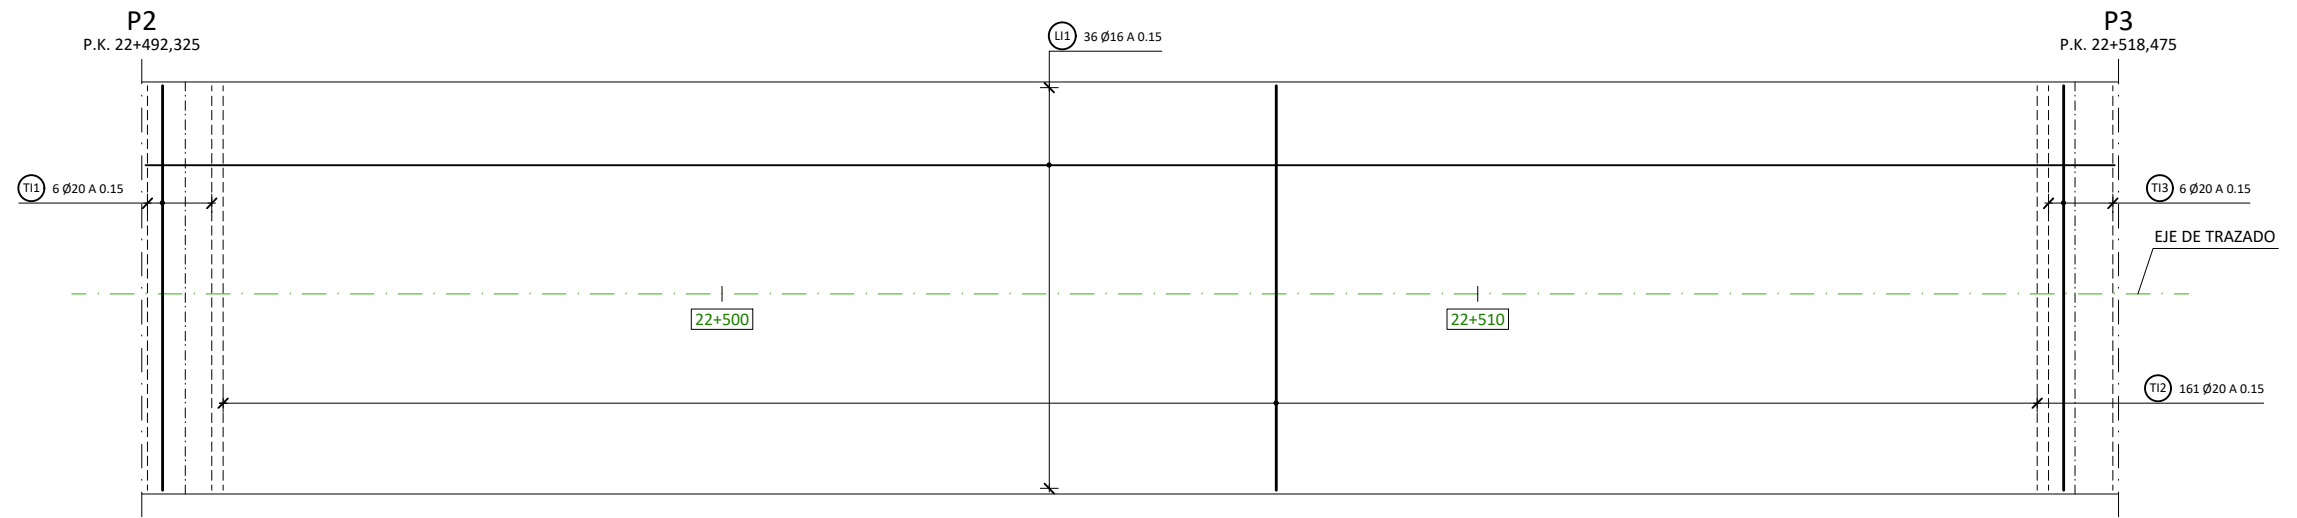 P2
P.K. 22+492,325
LI1 36 Ø16 A 0.15
P3
P.K. 22+518,475
TI1 6 Ø20 A 0.15
TI3 6 Ø20 A 0.15
EJE DE TRAZADO
22+500
22+510
TI2 161 Ø20 A 0.15